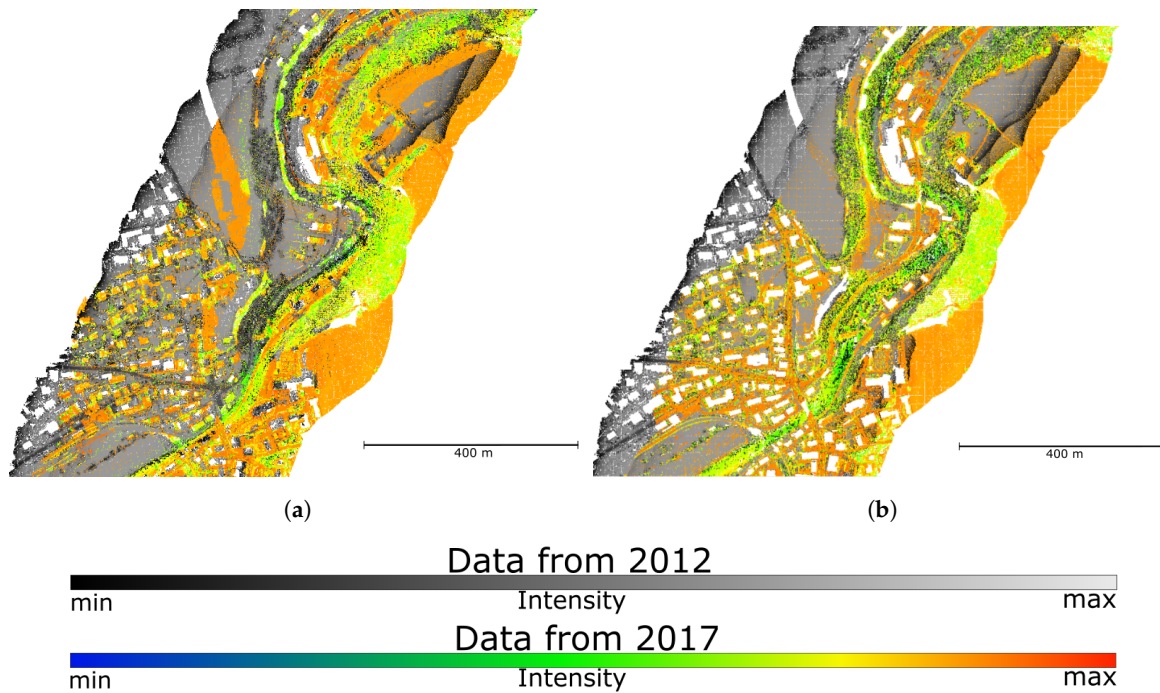 400 m
400 m
(a)
(b)
Data from 2012
min
Intensity
max
Data from 2017
min
Intensity
max